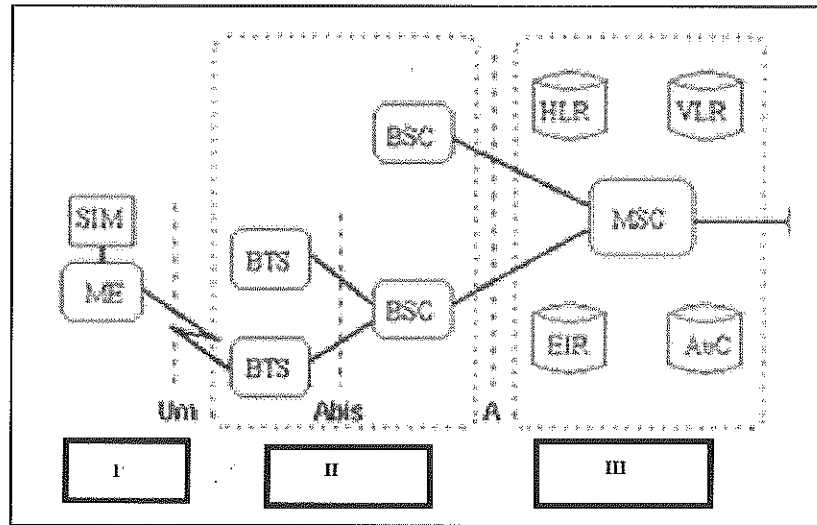 HLR VLR
BSC
SIM
MSC
BTS
ME
BSC
EIR AuC
BTS
Um Abis A
I II III